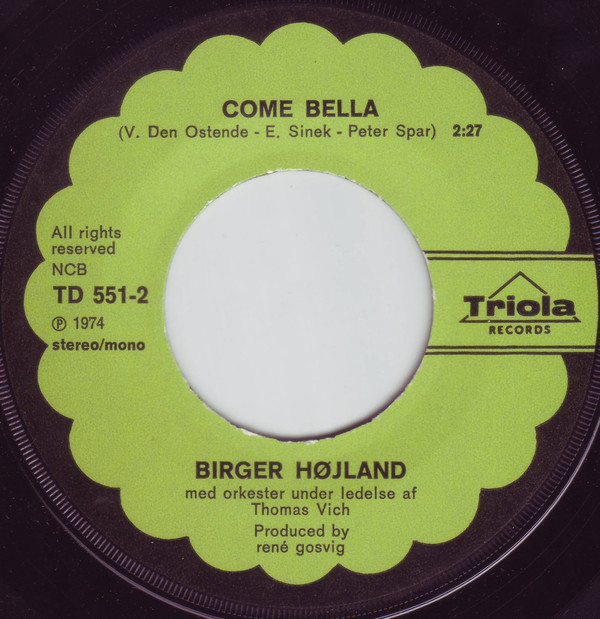 COME BELLA
(V. Den Ostende - E. Sinek - Peter Spar) 2:27
All rights
reserved
NCB
TD 551-2
℗ 1974
stereo/mono
Triola
RECORDS
BIRGER HØJLAND
med orkester under ledelse af
Thomas Vich
Produced by
rené gosvig